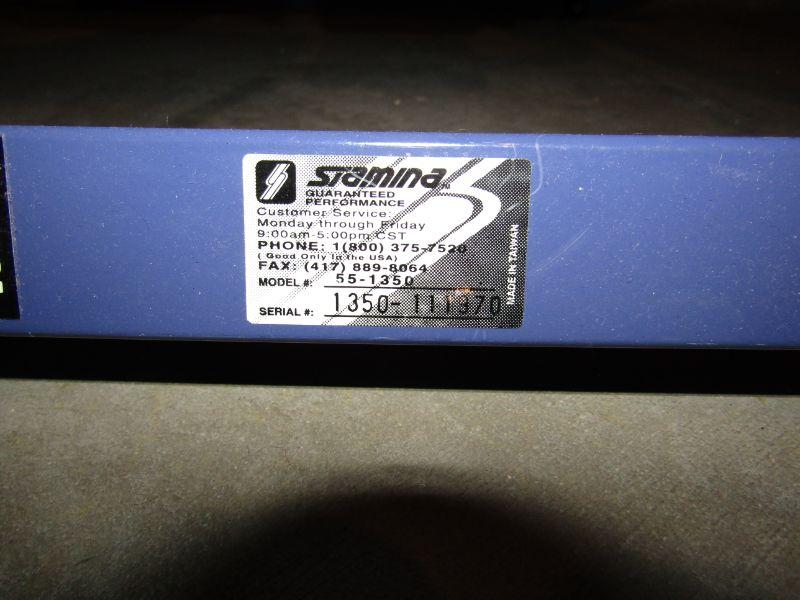 Stamina
GUARANTEED
PERFORMANCE
Customer Service:
Monday through Friday
9:00am-5:00pm CST
PHONE: 1(800) 375-7520
( Good Only In the USA)
FAX: (417) 889-8064
MODEL #: 55-1350
SERIAL #: 1350-111370
MADE IN TAIWAN